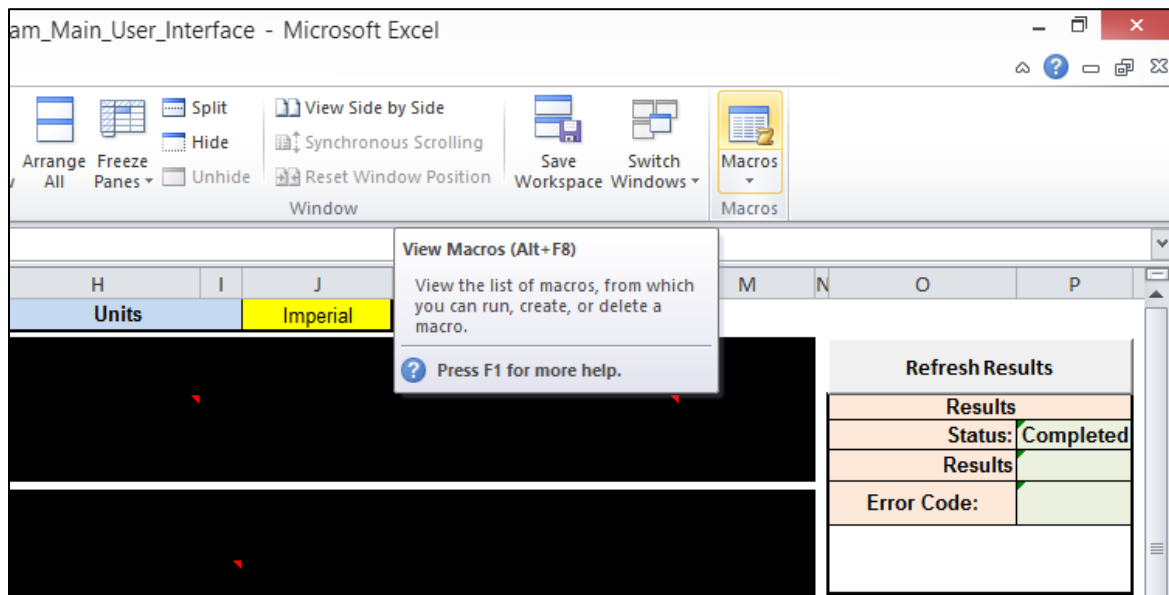 am_Main_User_Interface - Microsoft Excel
Split
View Side by Side
Hide
Synchronous Scrolling
Arrange All
Freeze Panes
Unhide
Reset Window Position
Save Workspace
Switch Windows
Macros
Window
Macros
View Macros (Alt+F8)
View the list of macros, from which
you can run, create, or delete a
macro.
Press F1 for more help.
H I J M N O P
Units Imperial
Refresh Results
Results
Status: Completed
Results
Error Code: